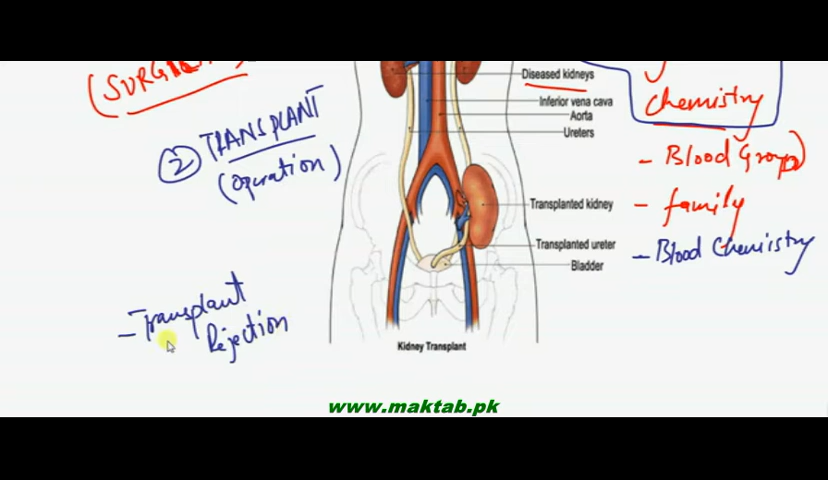 (SURGICAL
② TRANSPLANT
(Operation)
- Transplant
Rejection
Diseased kidneys
Inferior vena cava
Aorta
Ureters
Transplanted kidney
Transplanted ureter
Bladder
Kidney Transplant
chemistry
- Blood Group)
- family
- Blood Chemistry
www.maktab.pk